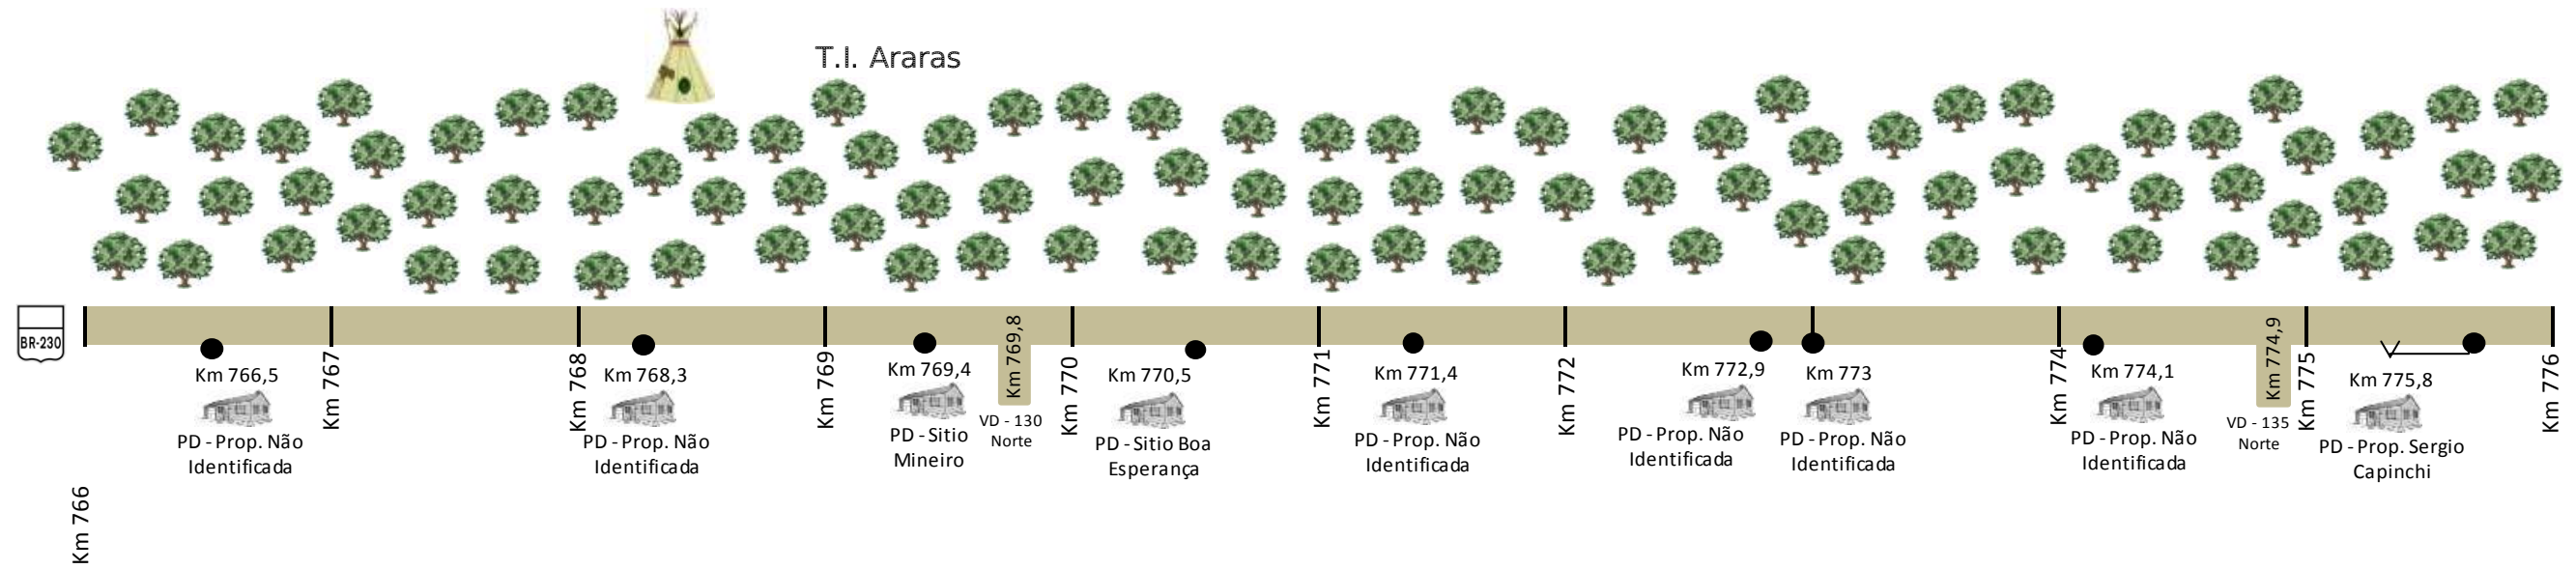 T.I. Araras
BR-230
Km 766
Km 766,5
PD - Prop. Não
Identificada
Km 767
Km 768
Km 768,3
PD - Prop. Não
Identificada
Km 769
Km 769,4
PD - Sitio
Mineiro
Km 769,8
VD - 130
Norte
Km 770
Km 770,5
PD - Sitio Boa
Esperança
Km 771
Km 771,4
PD - Prop. Não
Identificada
Km 772
Km 772,9
PD - Prop. Não
Identificada
Km 773
PD - Prop. Não
Identificada
Km 774
Km 774,1
PD - Prop. Não
Identificada
Km 774,9
VD - 135
Norte
Km 775
Km 775,8
PD - Prop. Sergio
Capinchi
Km 776